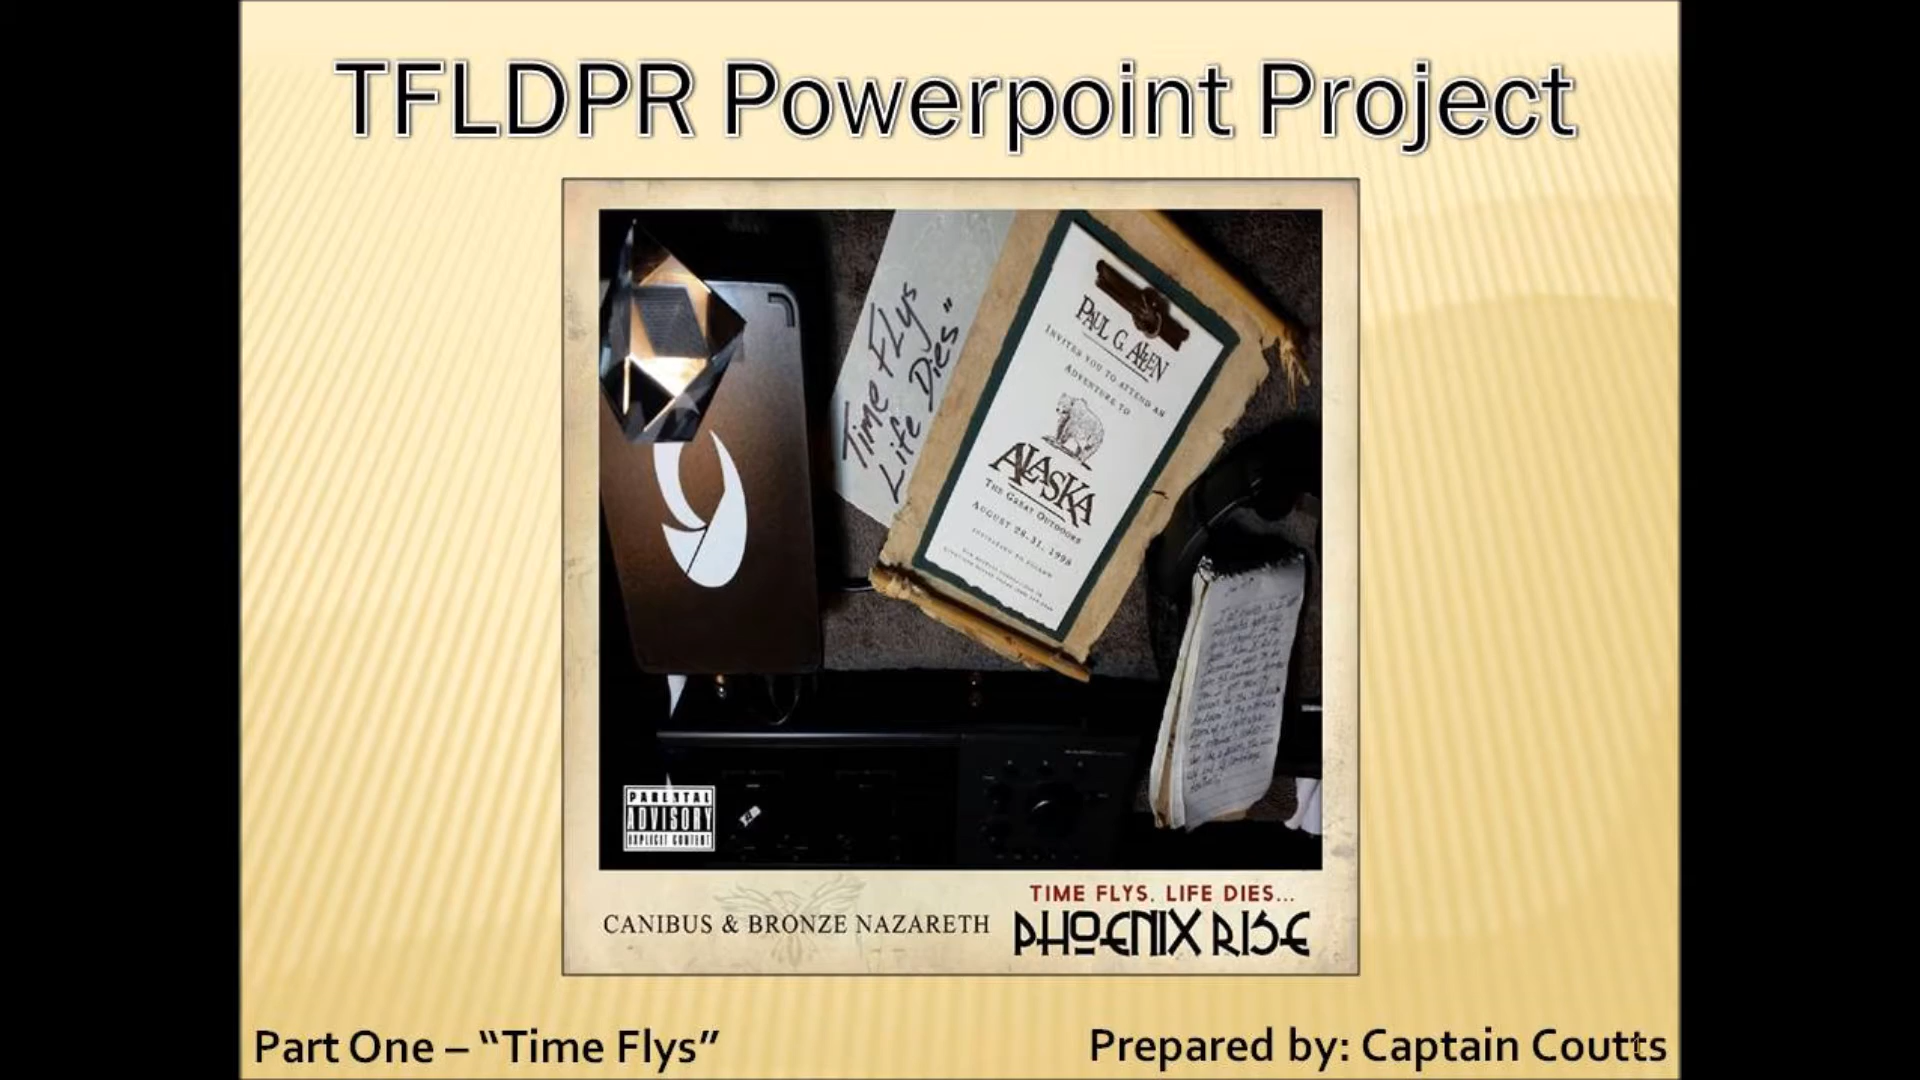 TFLDPR Powerpoint Project
Time FLys
Life Dies"
PAUL G. ALLEN
INVITES YOU TO ATTEND AN
ADVENTURE TO
ALASKA
THE GREAT OUTDOORS
AUGUST 28-31, 1998
PARENTAL
ADVISORY
EXPLICIT CONTENT
TIME FLYS. LIFE DIES...
CANIBUS & BRONZE NAZARETH
PHOENIX RISE
Part One – “Time Flys”
Prepared by: Captain Coutts